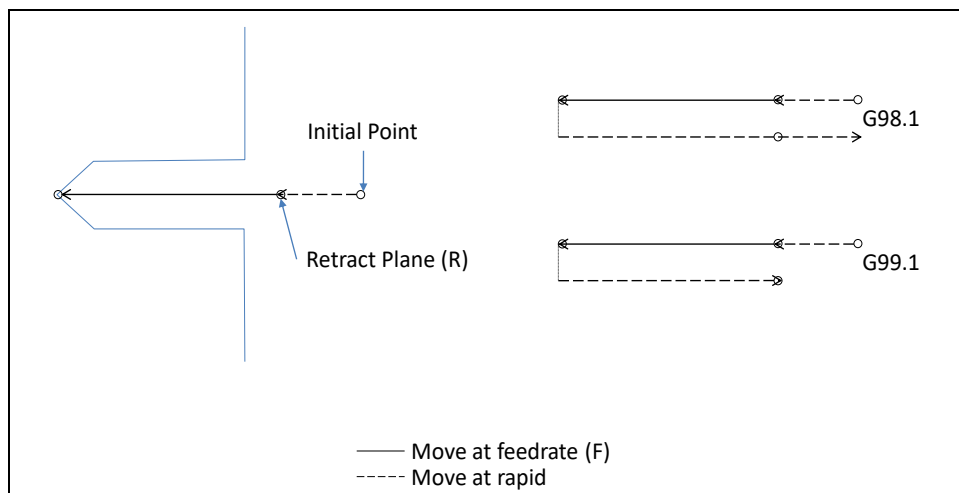 Initial Point
Retract Plane (R)
G98.1
G99.1
Move at feedrate (F)
Move at rapid